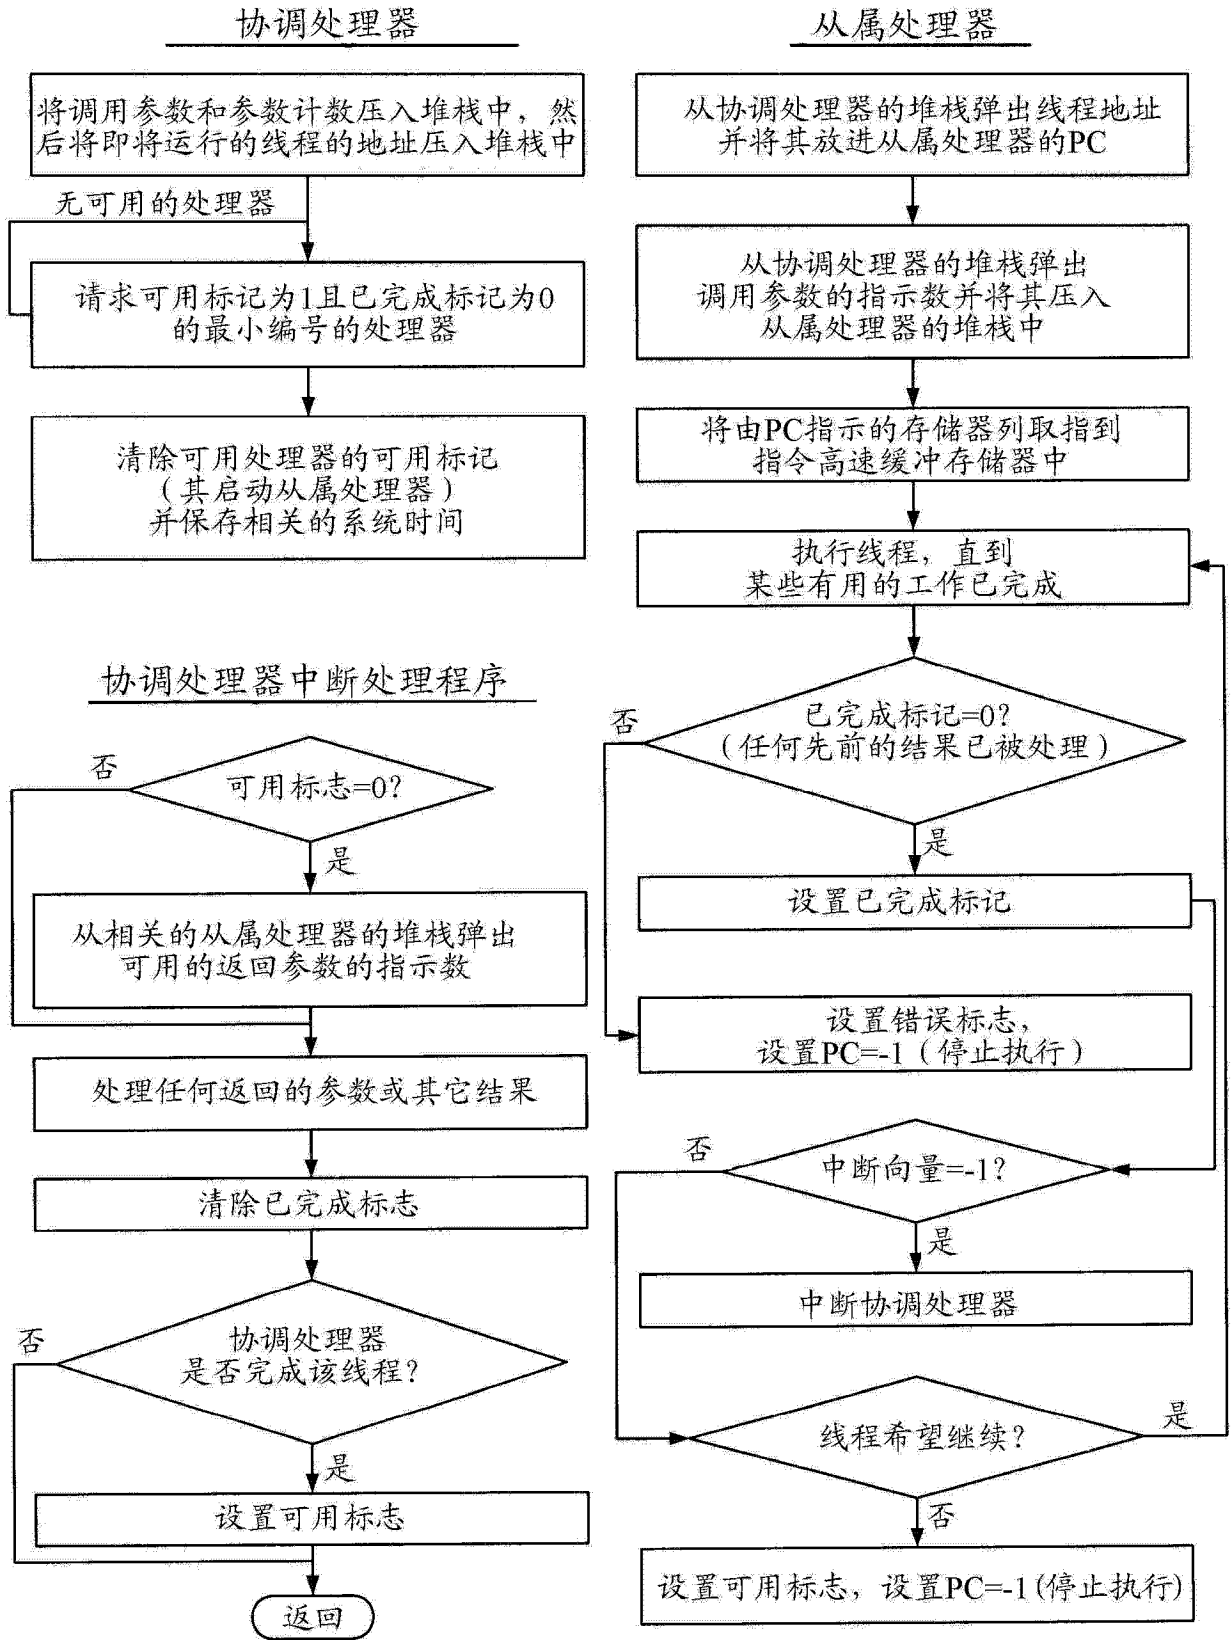 协调处理器
将调用参数和参数计数压入堆栈中，然
后将即将运行的线程的地址压入堆栈中
无可用的处理器
请求可用标记为1且已完成标记为0
的最小编号的处理器
清除可用处理器的可用标记
（其启动从属处理器）
并保存相关的系统时间
协调处理器中断处理程序
否
可用标志=0?
是
从相关的从属处理器的堆栈弹出
可用的返回参数的指示数
处理任何返回的参数或其它结果
清除已完成标志
否
协调处理器
是否完成该线程?
是
设置可用标志
返回
从属处理器
从协调处理器的堆栈弹出线程地址
并将其放进从属处理器的PC
从协调处理器的堆栈弹出
调用参数的指示数并将其压入
从属处理器的堆栈中
将由PC指示的存储器列取指到
指令高速缓冲存储器中
执行线程，直到
某些有用的工作已完成
否
已完成标记=0?
（任何先前的结果已被处理）
是
设置已完成标记
设置错误标志，
设置PC=-1（停止执行）
否
中断向量=-1?
是
中断协调处理器
线程希望继续?
是
否
设置可用标志，设置PC=-1(停止执行)